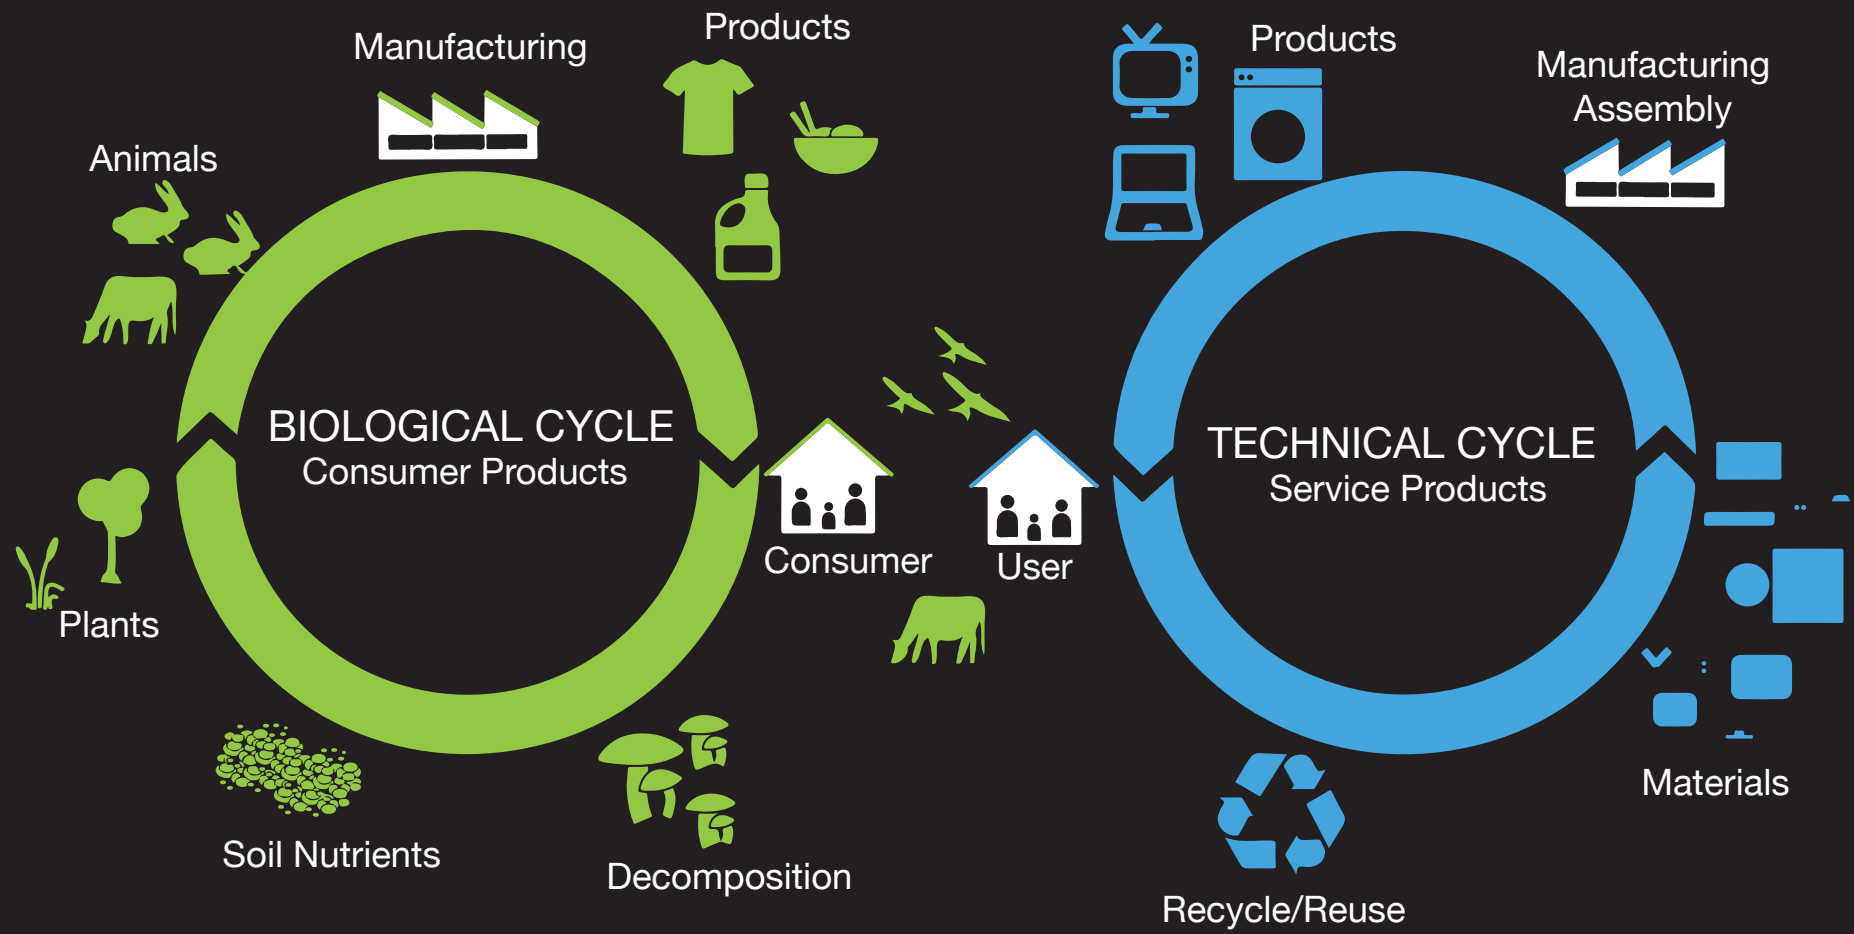 Manufacturing
Products
Animals
BIOLOGICAL CYCLE
Consumer Products
Consumer
Plants
Soil Nutrients
Decomposition
Products
Manufacturing
Assembly
TECHNICAL CYCLE
Service Products
User
Materials
Recycle/Reuse